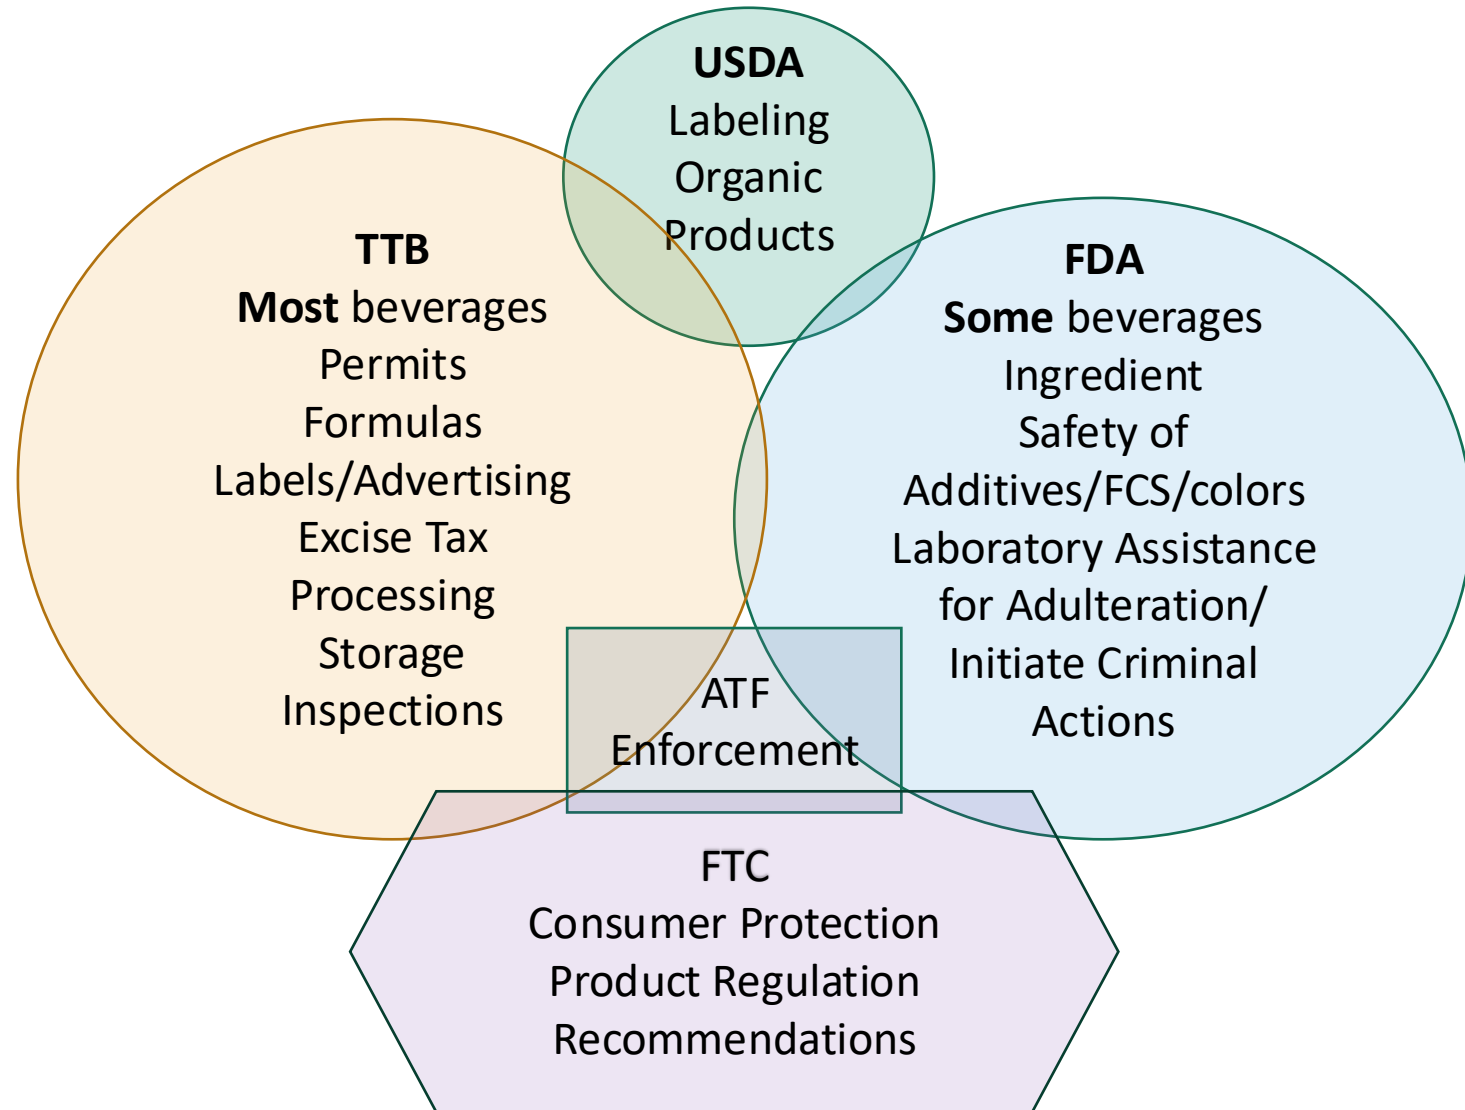 USDA
Labeling
Organic
Products
TTB
Most beverages
Permits
Formulas
Labels/Advertising
Excise Tax
Processing
Storage
Inspections
FDA
Some beverages
Ingredient
Safety of
Additives/FCS/colors
Laboratory Assistance
for Adulteration/
Initiate Criminal
Actions
ATF
Enforcement
FTC
Consumer Protection
Product Regulation
Recommendations